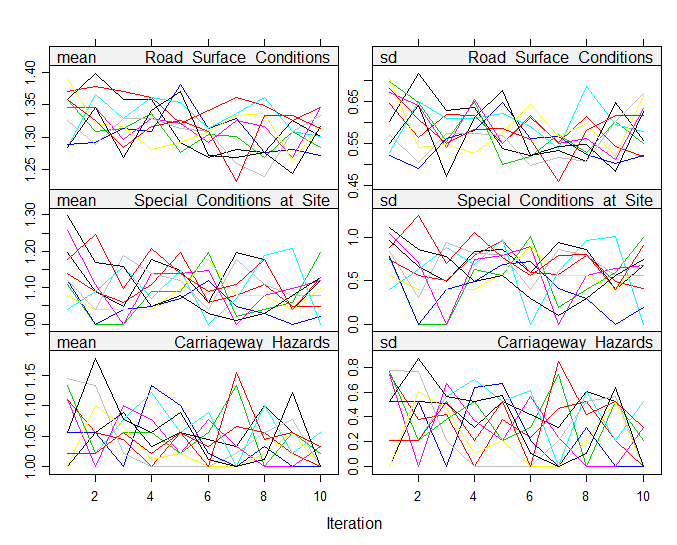 mean Road Surface Conditions
sd Road Surface Conditions
1.40
1.35
1.30
1.25
0.65
0.55
0.45
mean Special Conditions at Site
sd Special Conditions at Site
1.30
1.20
1.10
1.00
1.0
0.5
0.0
mean Carriageway Hazards
sd Carriageway Hazards
1.15
1.10
1.05
1.00
0.8
0.6
0.4
0.2
0.0
2 4 6 8 10
2 4 6 8 10
Iteration